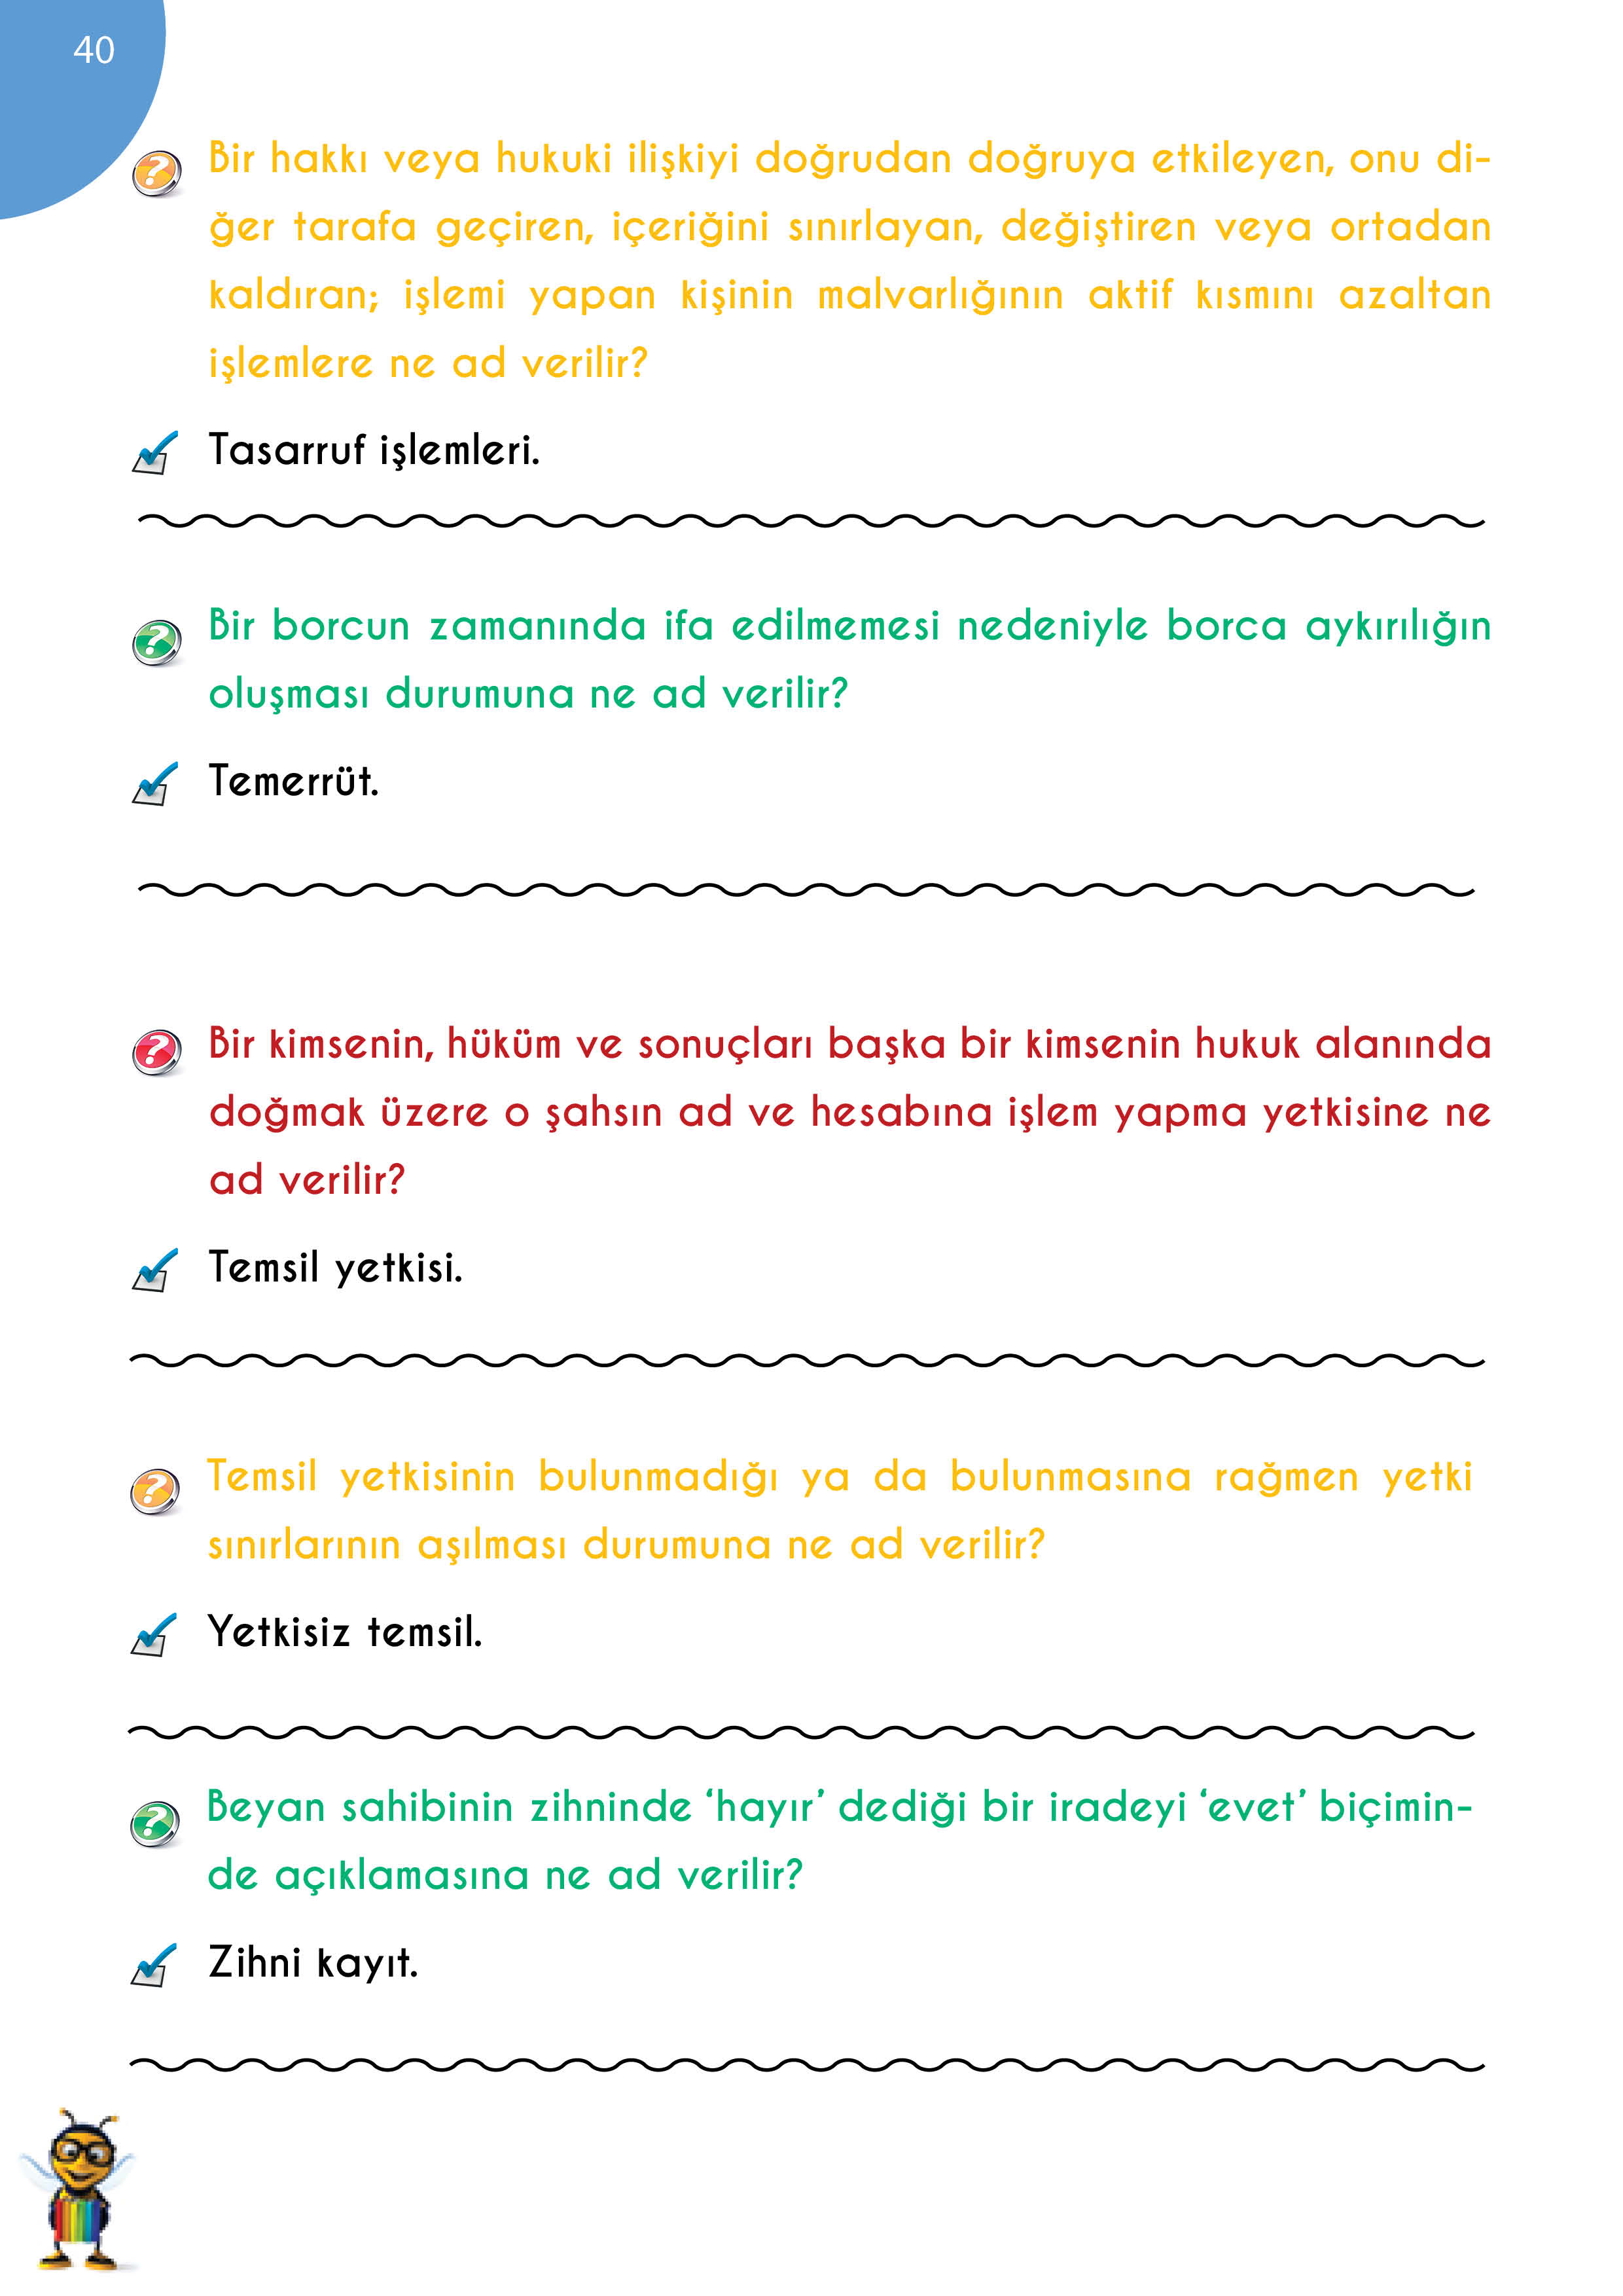 40
Bir hakkı veya hukuki ilişkiyi doğrudan doğruya etkileyen, onu di-
ğer tarafa geçiren, içeriğini sınırlayan, değiştiren veya ortadan
kaldıran; işlemi yapan kişinin malvarlığının aktif kısmını azaltan
işlemlere ne ad verilir?
Tasarruf işlemleri.
Bir borcun zamanında ifa edilmemesi nedeniyle borca aykırılığın
oluşması durumuna ne ad verilir?
Temerrüt.
Bir kimsenin, hüküm ve sonuçları başka bir kimsenin hukuk alanında
doğmak üzere o şahsın ad ve hesabına işlem yapma yetkisine ne
ad verilir?
Temsil yetkisi.
Temsil yetkisinin bulunmadığı ya da bulunmasına rağmen yetki
sınırlarının aşılması durumuna ne ad verilir?
Yetkisiz temsil.
Beyan sahibinin zihninde ‘hayır’ dediği bir iradeyi ‘evet’ biçimin-
de açıklamasına ne ad verilir?
Zihni kayıt.